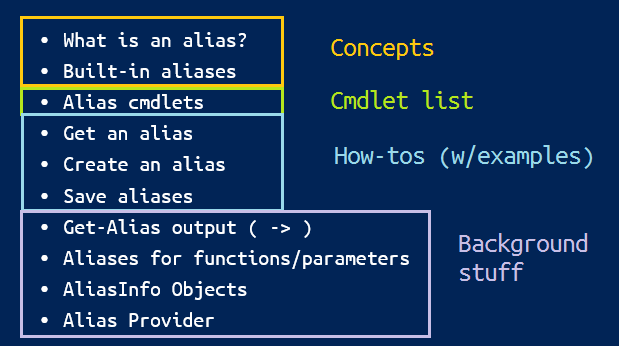 • What is an alias?
• Built-in aliases
Concepts
• Alias cmdlets
Cmdlet list
• Get an alias
• Create an alias
• Save aliases
How-tos (w/examples)
• Get-Alias output ( -> )
• Aliases for functions/parameters
• AliasInfo Objects
• Alias Provider
Background
stuff